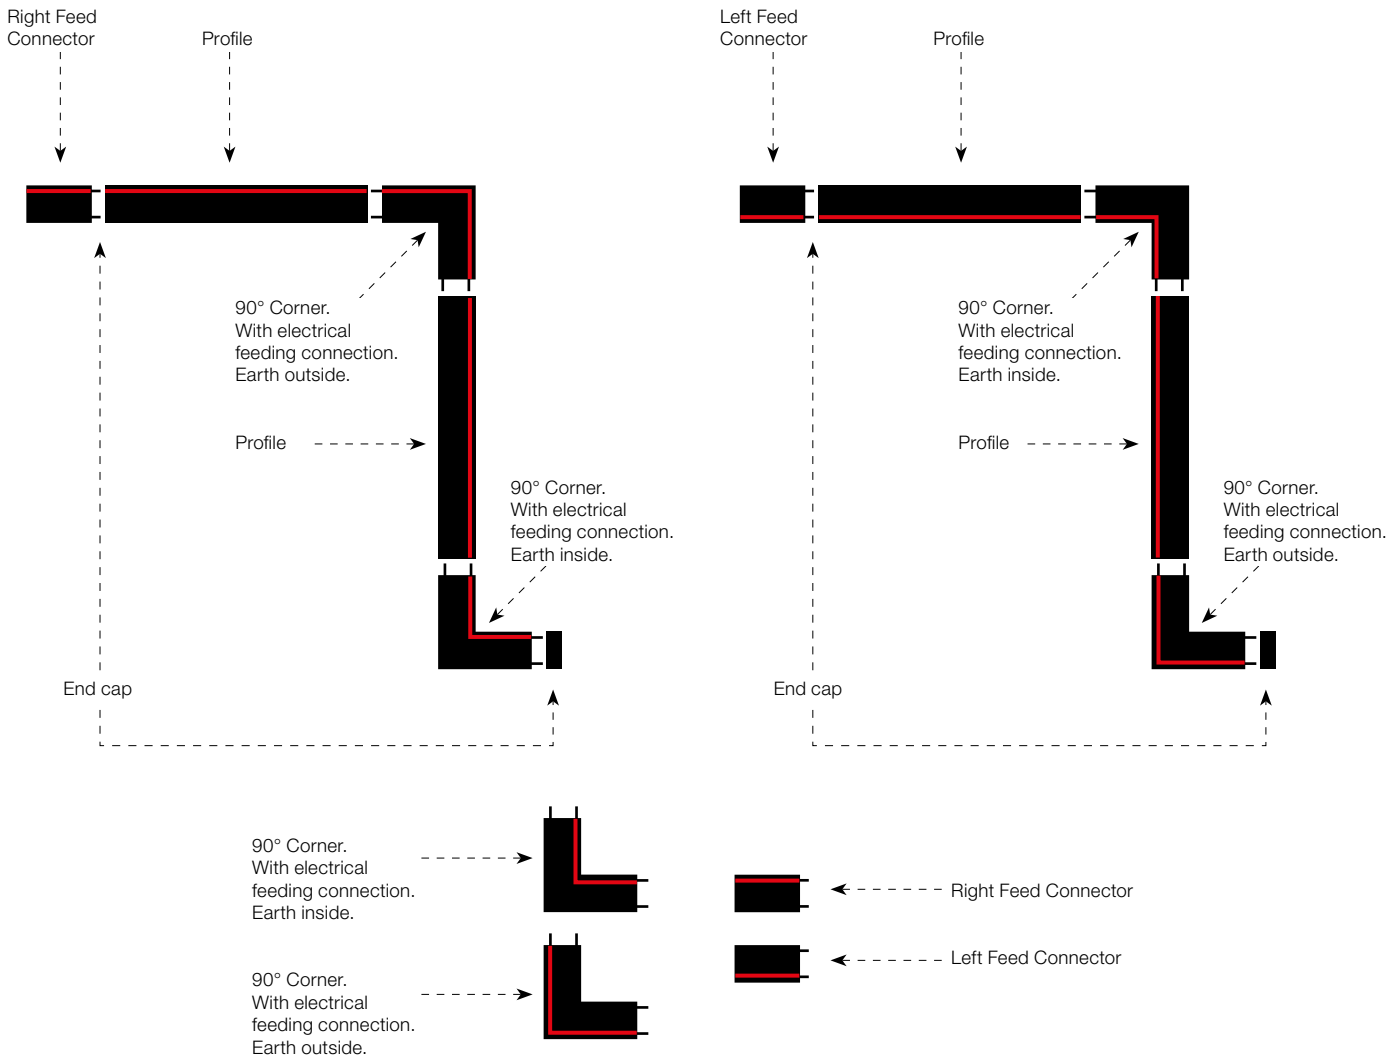 Right Feed
Connector
Profile
Left Feed
Connector
Profile
90° Corner.
With electrical
feeding connection.
Earth outside.
90° Corner.
With electrical
feeding connection.
Earth inside.
Profile
Profile
90° Corner.
With electrical
feeding connection.
Earth inside.
90° Corner.
With electrical
feeding connection.
Earth outside.
End cap
End cap
90° Corner.
With electrical
feeding connection.
Earth inside.
Right Feed Connector
Left Feed Connector
90° Corner.
With electrical
feeding connection.
Earth outside.